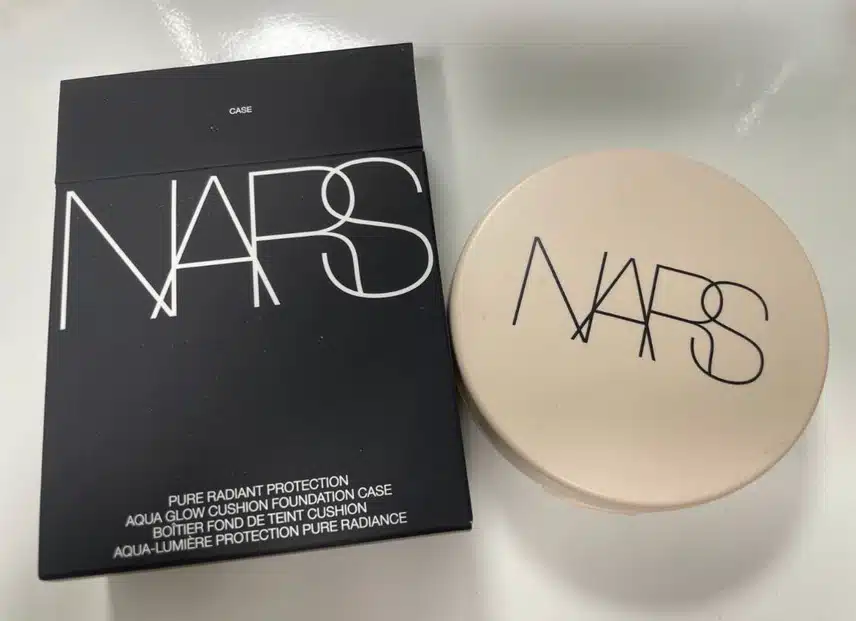 CASE
NARS
PURE RADIANT PROTECTION
AQUA GLOW CUSHION FOUNDATION CASE
BOÎTIER FOND DE TEINT CUSHION
AQUA-LUMIÈRE PROTECTION PURE RADIANCE
NARS